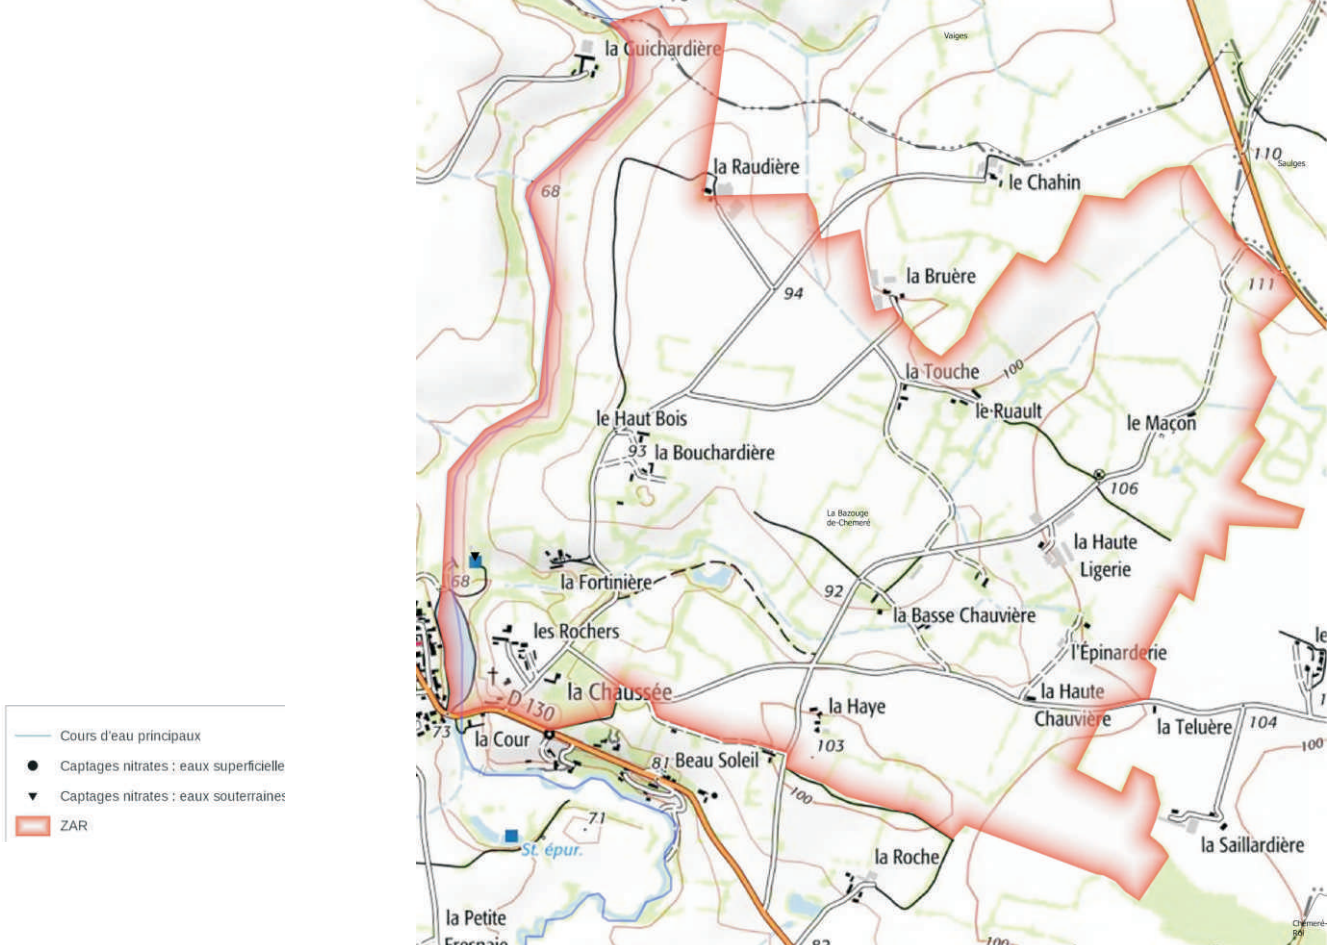 la Guichardière
Vaiges
110
Saulges
la Raudière
le Chahin
68
la Bruère
111
94
la Touche
100
le Ruault
le Haut Bois
le Maçon
93
la Bouchardière
106
La Bazouge
de-Chemeré
la Haute
Ligerie
68
la Fortinière
92
la Basse Chauvière
les Rochers
l'Épinarderie
le
la Chaussée
la Haute
Chauvière
D 130
la Haye
la Teluère
104
73
la Cour
103
100
Beau Soleil
81
100
71
St. épur.
la Saillardière
la Roche
la Petite
Fresnaie
82
100
Chémeré-
Roi
Cours d'eau principaux
Captages nitrates : eaux superficielle
Captages nitrates : eaux souterraines
ZAR